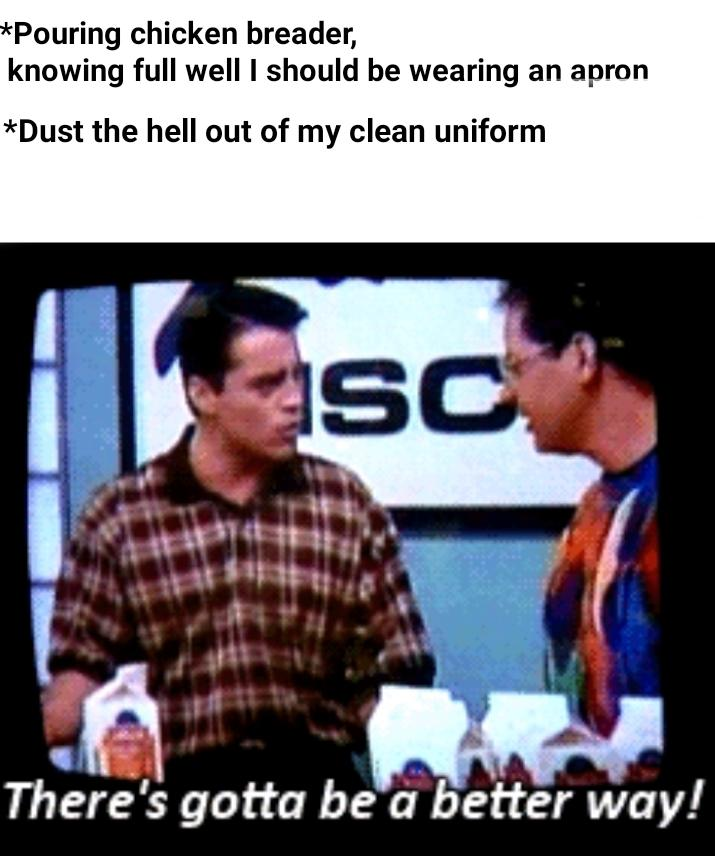 *Pouring chicken breader,
knowing full well I should be wearing an apron
*Dust the hell out of my clean uniform
ISC
There's gotta be a better way!